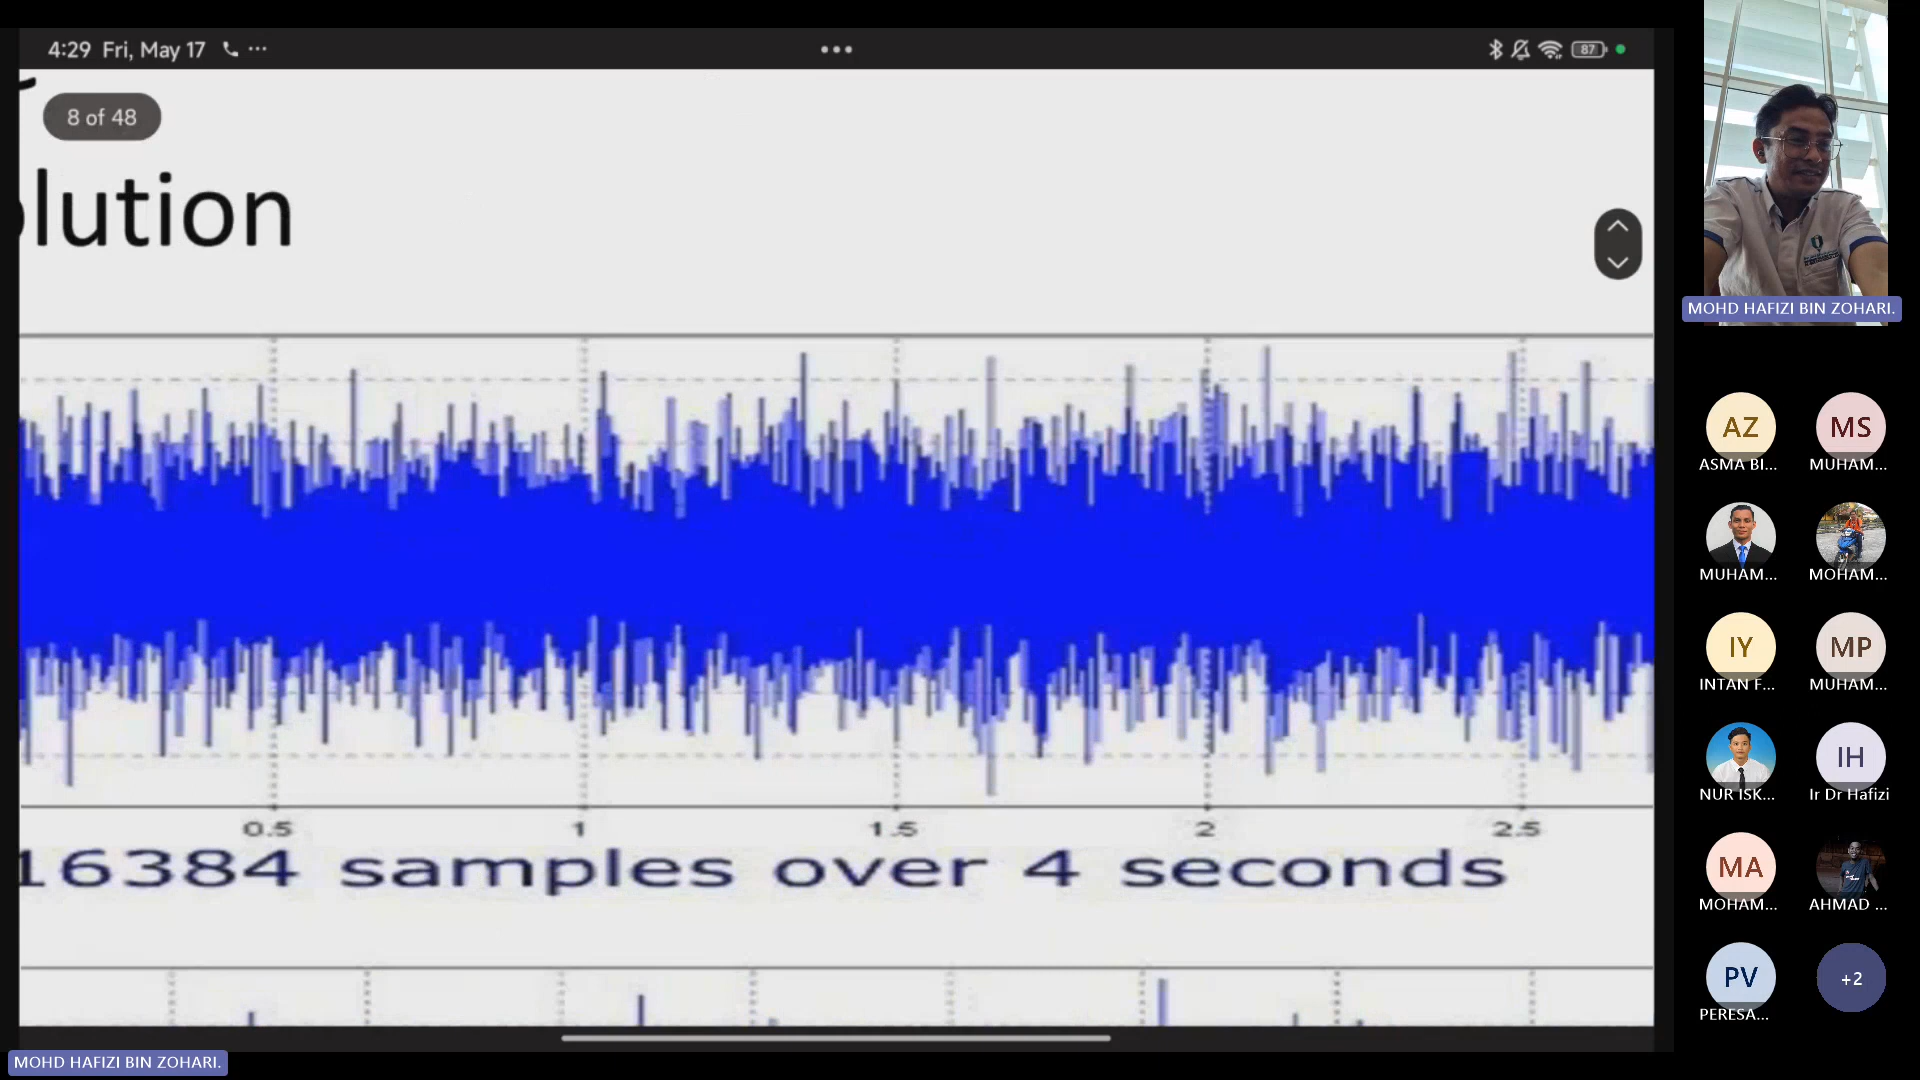 4:29 Fri, May 17
87
8 of 48
olution
0.5 1 1.5 2 2.5
16384 samples over 4 seconds
MOHD HAFIZI BIN ZOHARI.
MOHD HAFIZI BIN ZOHARI.
AZ MS
ASMA BI... MUHAM...
MUHAM... MOHAM...
IY MP
INTAN F... MUHAM...
IH
NUR ISK... Ir Dr Hafizi
MA
MOHAM... AHMAD ...
PV +2
PERESA...